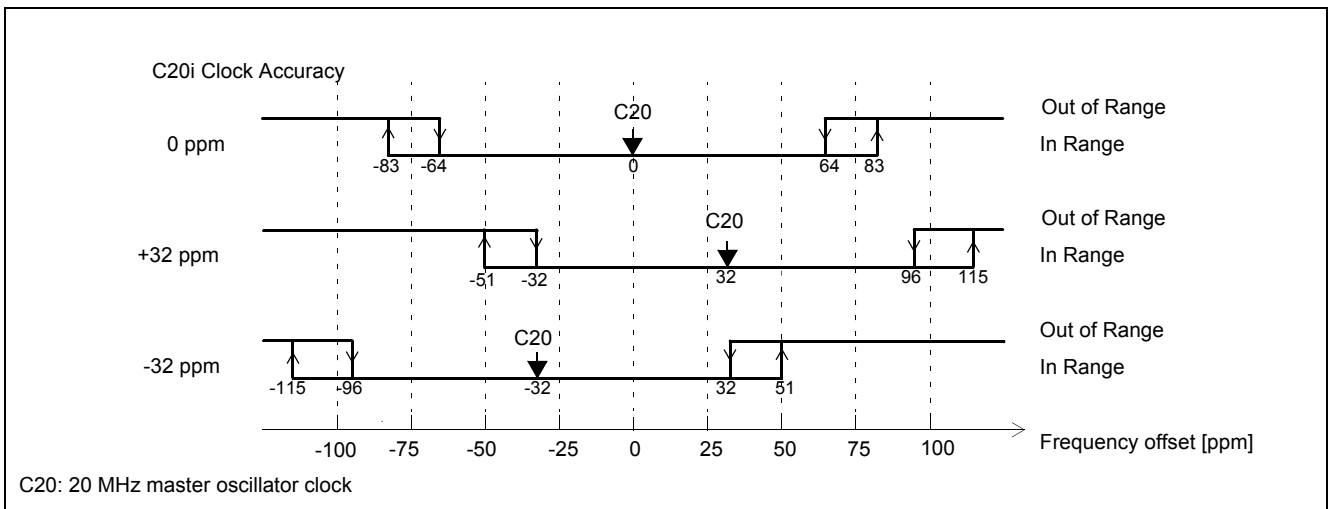 C20i Clock Accuracy
C20
Out of Range
0 ppm
In Range
-83 -64 0 64 83
C20
Out of Range
+32 ppm
In Range
-51 -32 32 96 115
C20
Out of Range
-32 ppm
In Range
-115 -96 -32 32 51
-100 -75 -50 -25 0 25 50 75 100 Frequency offset [ppm]
C20: 20 MHz master oscillator clock